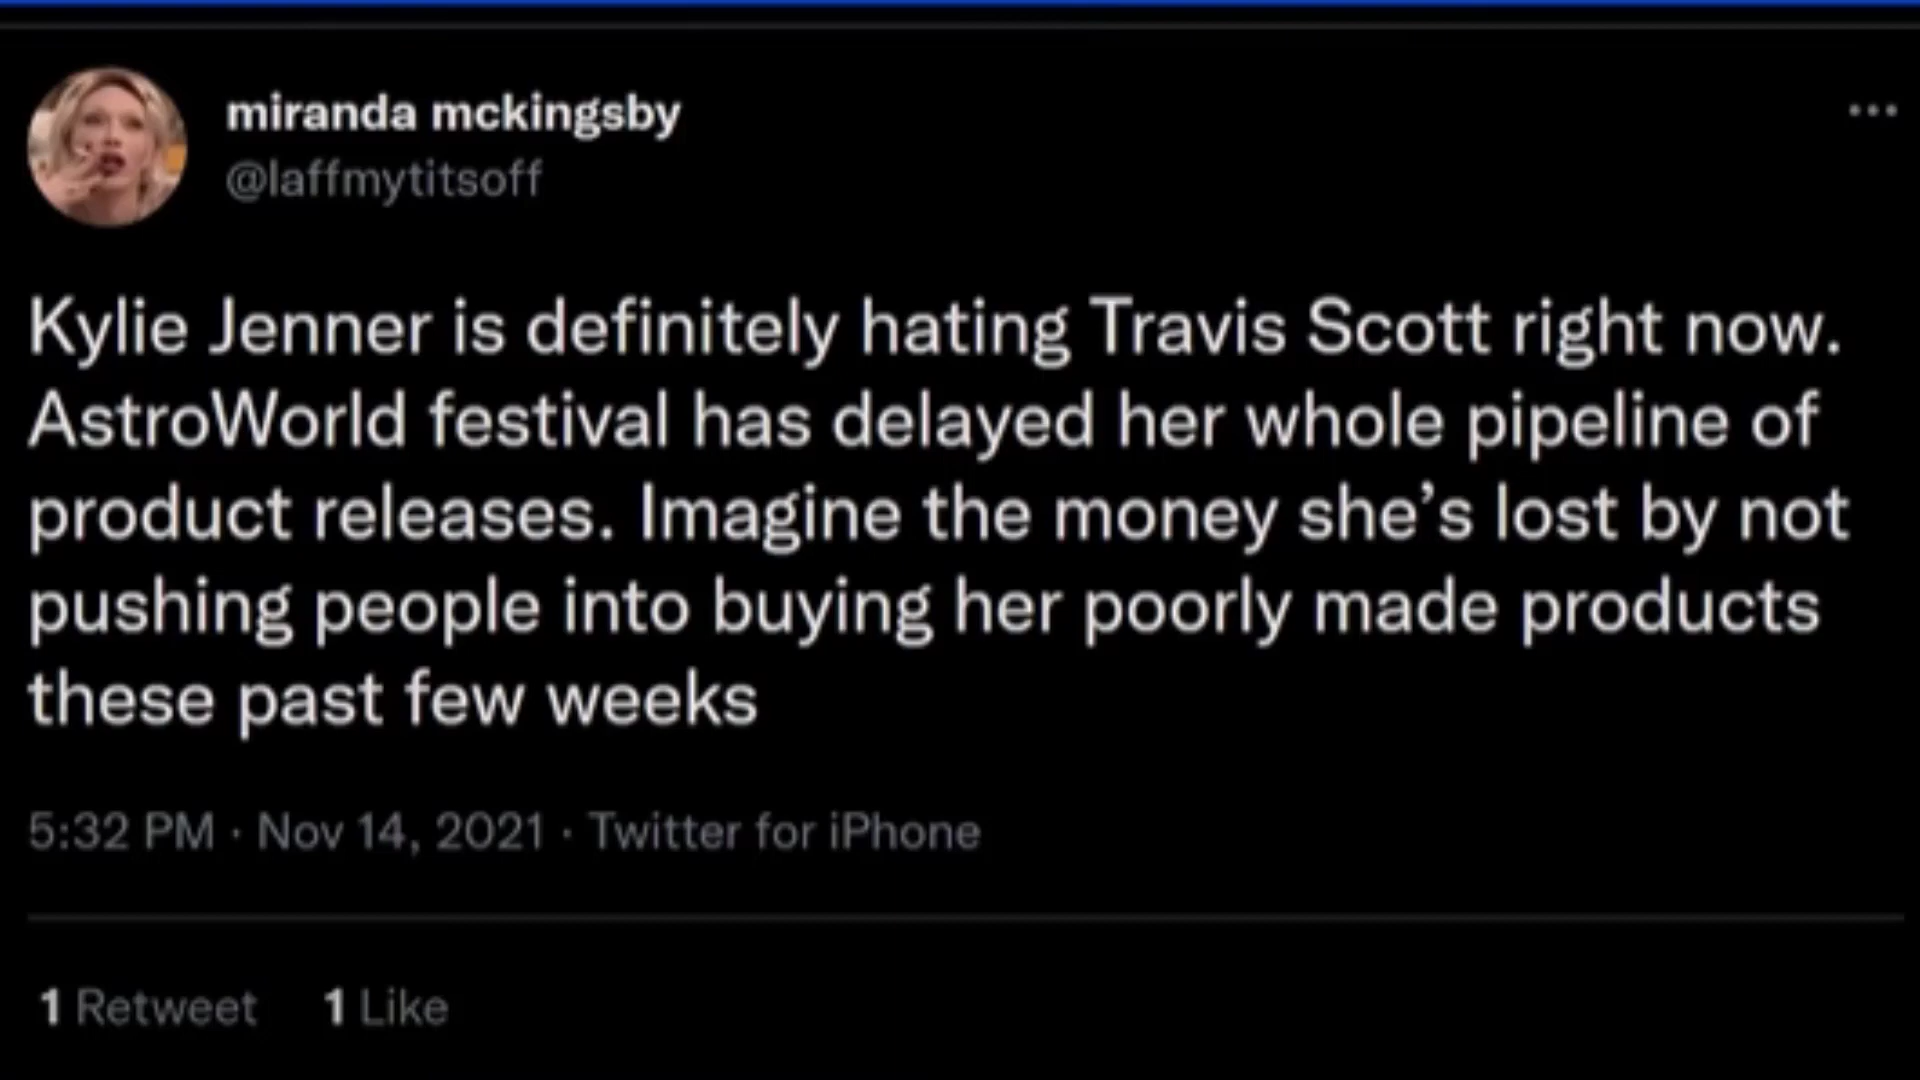 miranda mckingsby
@laffmytitsoff
Kylie Jenner is definitely hating Travis Scott right now.
AstroWorld festival has delayed her whole pipeline of
product releases. Imagine the money she’s lost by not
pushing people into buying her poorly made products
these past few weeks
5:32 PM · Nov 14, 2021 · Twitter for iPhone
1 Retweet 1 Like